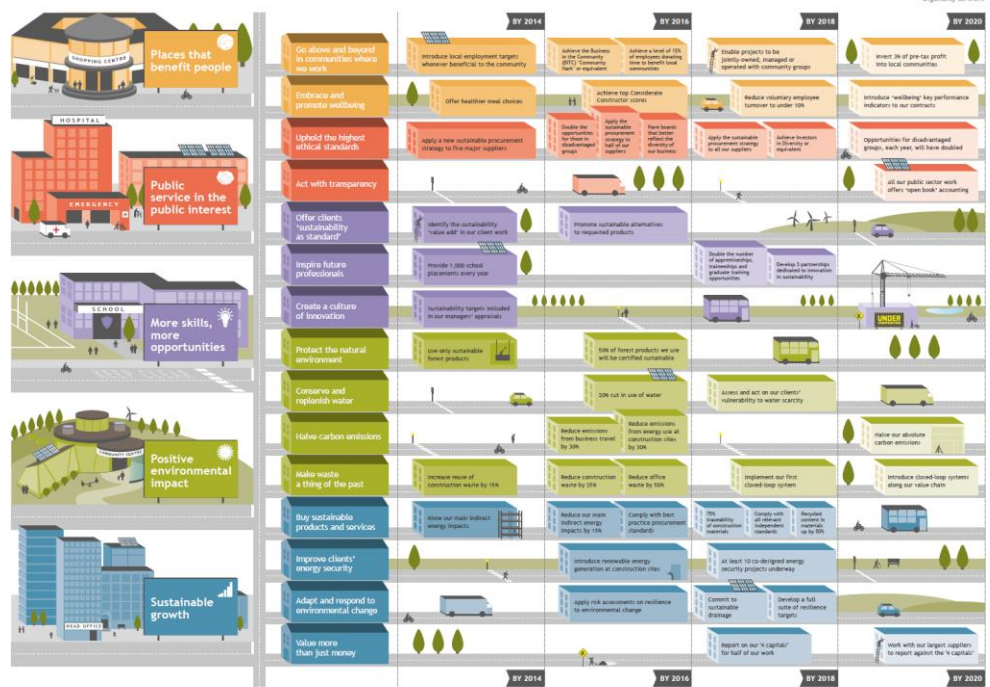 BY 2014
BY 2016
BY 2018
BY 2020
Places that
benefit people
SHOPPING CENTRE
Go above and beyond
in communities where
we work
Introduce local employment targets
whenever beneficial to the community
Achieve the Business
in the Community
(BITC) 'Community
Mark' or equivalent
Achieve a level of 10%
of employees donating
time to benefit local
communities
Enable projects to be
jointly-owned, managed or
operated with community groups
Invest 3% of pre-tax profit
into local communities
Embrace and
promote wellbeing
Offer healthier meal choices
Achieve top Considerate
Constructor scores
Reduce voluntary employee
turnover to under 10%
Introduce 'wellbeing' key performance
indicators to our contracts
HOSPITAL
EMERGENCY
Public
service in the
public interest
Uphold the highest
ethical standards
Apply a new sustainable procurement
strategy to five major suppliers
Double the
opportunities
for those in
disadvantaged
groups
Apply the
sustainable
procurement
strategy to
half of our
suppliers
Have boards
that better
reflect the
diversity of
our business
Apply the sustainable
procurement strategy
to all our suppliers
Achieve Investors
in Diversity or
equivalent
Opportunities for disadvantaged
groups, each year, will have doubled
Act with transparency
All our public sector work
offers 'open book' accounting
SCHOOL
More skills,
more
opportunities
Offer clients
'sustainability
as standard'
Identify the sustainability
'value add' in our client work
Promote sustainable alternatives
to requested products
Inspire future
professionals
Provide 1,000 school
placements every year
Double the number
of apprenticeships,
traineeships and
graduate training
opportunities
Develop 5 partnerships
dedicated to innovation
in sustainability
Create a culture
of innovation
Sustainability targets included
in our managers' appraisals
UNDER
CONSTRUCTION
COMMUNITY CENTRE
Positive
environmental
impact
Protect the natural
environment
Use only sustainable
forest products
50% of forest products we use
will be certified sustainable
Conserve and
replenish water
20% cut in use of water
Assess and act on our clients'
vulnerability to water scarcity
Halve carbon emissions
Reduce emissions
from business travel
by 30%
Reduce emissions
from energy use at
construction sites
by 30%
Halve our absolute
carbon emissions
Make waste
a thing of the past
Increase reuse of
construction waste by 15%
Reduce construction
waste by 25%
Reduce office
waste by 50%
Implement our first
closed-loop system
Introduce closed-loop systems
along our value chain
HEAD OFFICE
Sustainable
growth
Buy sustainable
products and services
Know our main indirect
energy impacts
Reduce our main
indirect energy
impacts by 15%
Comply with best
practice procurement
standards
75%
traceability
of construction
materials
Comply with
all relevant
independent
standards
Recycled
content in
materials
up by 20%
Improve clients'
energy security
Introduce renewable energy
generation at construction sites
At least 10 co-designed energy
security projects underway
Adapt and respond to
environmental change
Apply risk assessments on resilience
to environmental change
Commit to
sustainable
drainage
Develop a full
suite of resilience
targets
Value more
than just money
Report on our '4 capitals'
for half of our work
Work with our largest suppliers
to report against the '4 capitals'
BY 2014
BY 2016
BY 2018
BY 2020